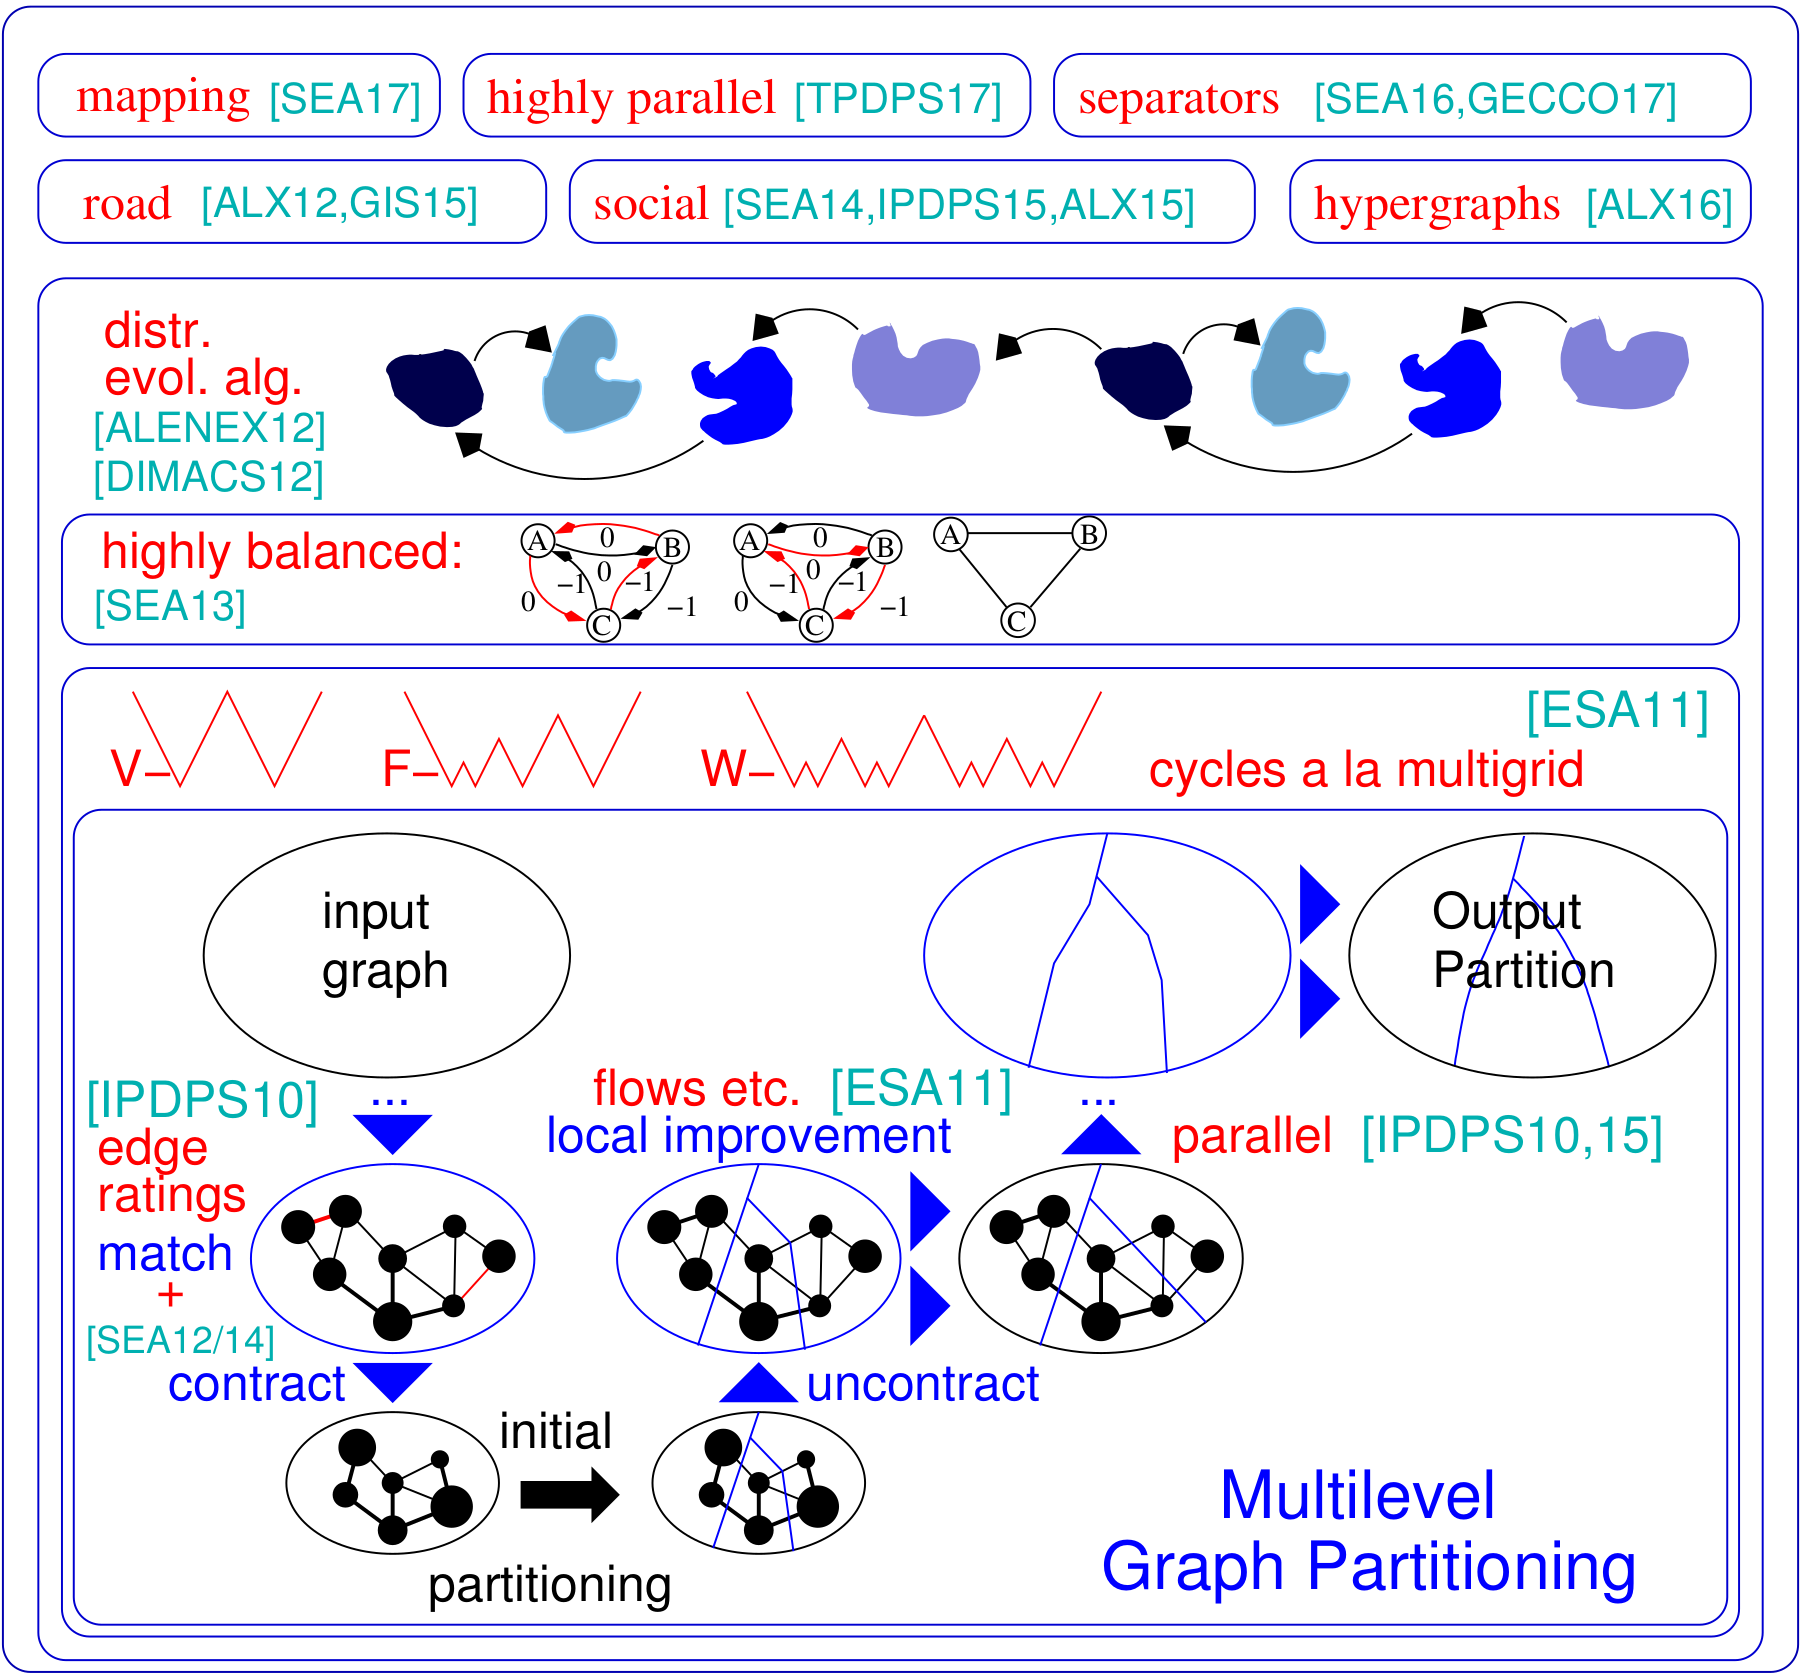 mapping [SEA17]
highly parallel [TPDPS17]
separators [SEA16,GECCO17]
road [ALX12,GIS15]
social [SEA14,IPDPS15,ALX15]
hypergraphs [ALX16]
distr.
evol. alg.
[ALENEX12]
[DIMACS12]
highly balanced:
[SEA13]
A 0 B
0 −1 0 −1 −1
C
A 0 B
0 −1 0 −1 −1
C
A B
C
V–
F–
W–
[ESA11]
cycles a la multigrid
input
graph
Output
Partition
[IPDPS10]
...
edge
ratings
match
+
[SEA12/14]
contract
flows etc. [ESA11]
local improvement
...
parallel [IPDPS10,15]
uncontract
initial
partitioning
Multilevel
Graph Partitioning